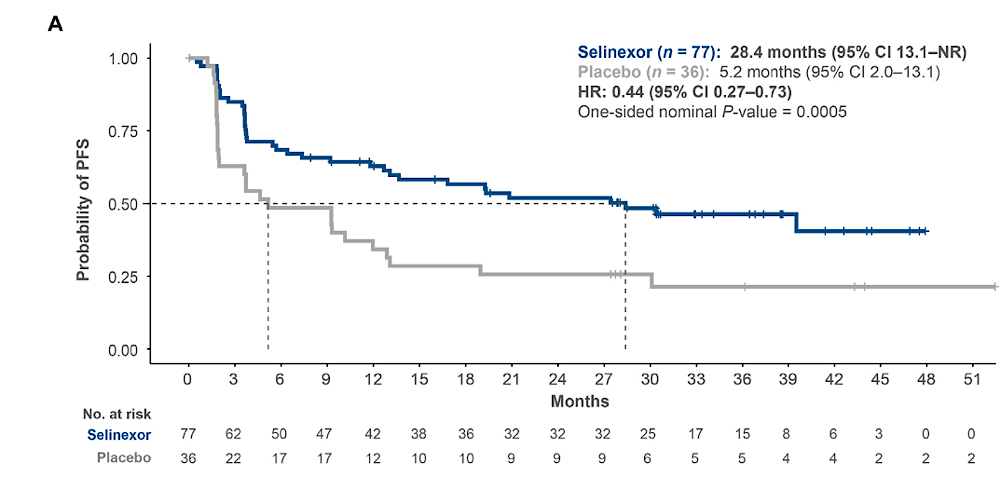 A
Selinexor (n = 77): 28.4 months (95% CI 13.1–NR)
Placebo (n = 36): 5.2 months (95% CI 2.0–13.1)
HR: 0.44 (95% CI 0.27–0.73)
One-sided nominal P-value = 0.0005
Probability of PFS
1.00
0.75
0.50
0.25
0.00
0 3 6 9 12 15 18 21 24 27 30 33 36 39 42 45 48 51
Months
No. at risk
Selinexor 77 62 50 47 42 38 36 32 32 32 25 17 15 8 6 3 0 0
Placebo 36 22 17 17 12 10 10 9 9 9 6 5 5 4 4 2 2 2